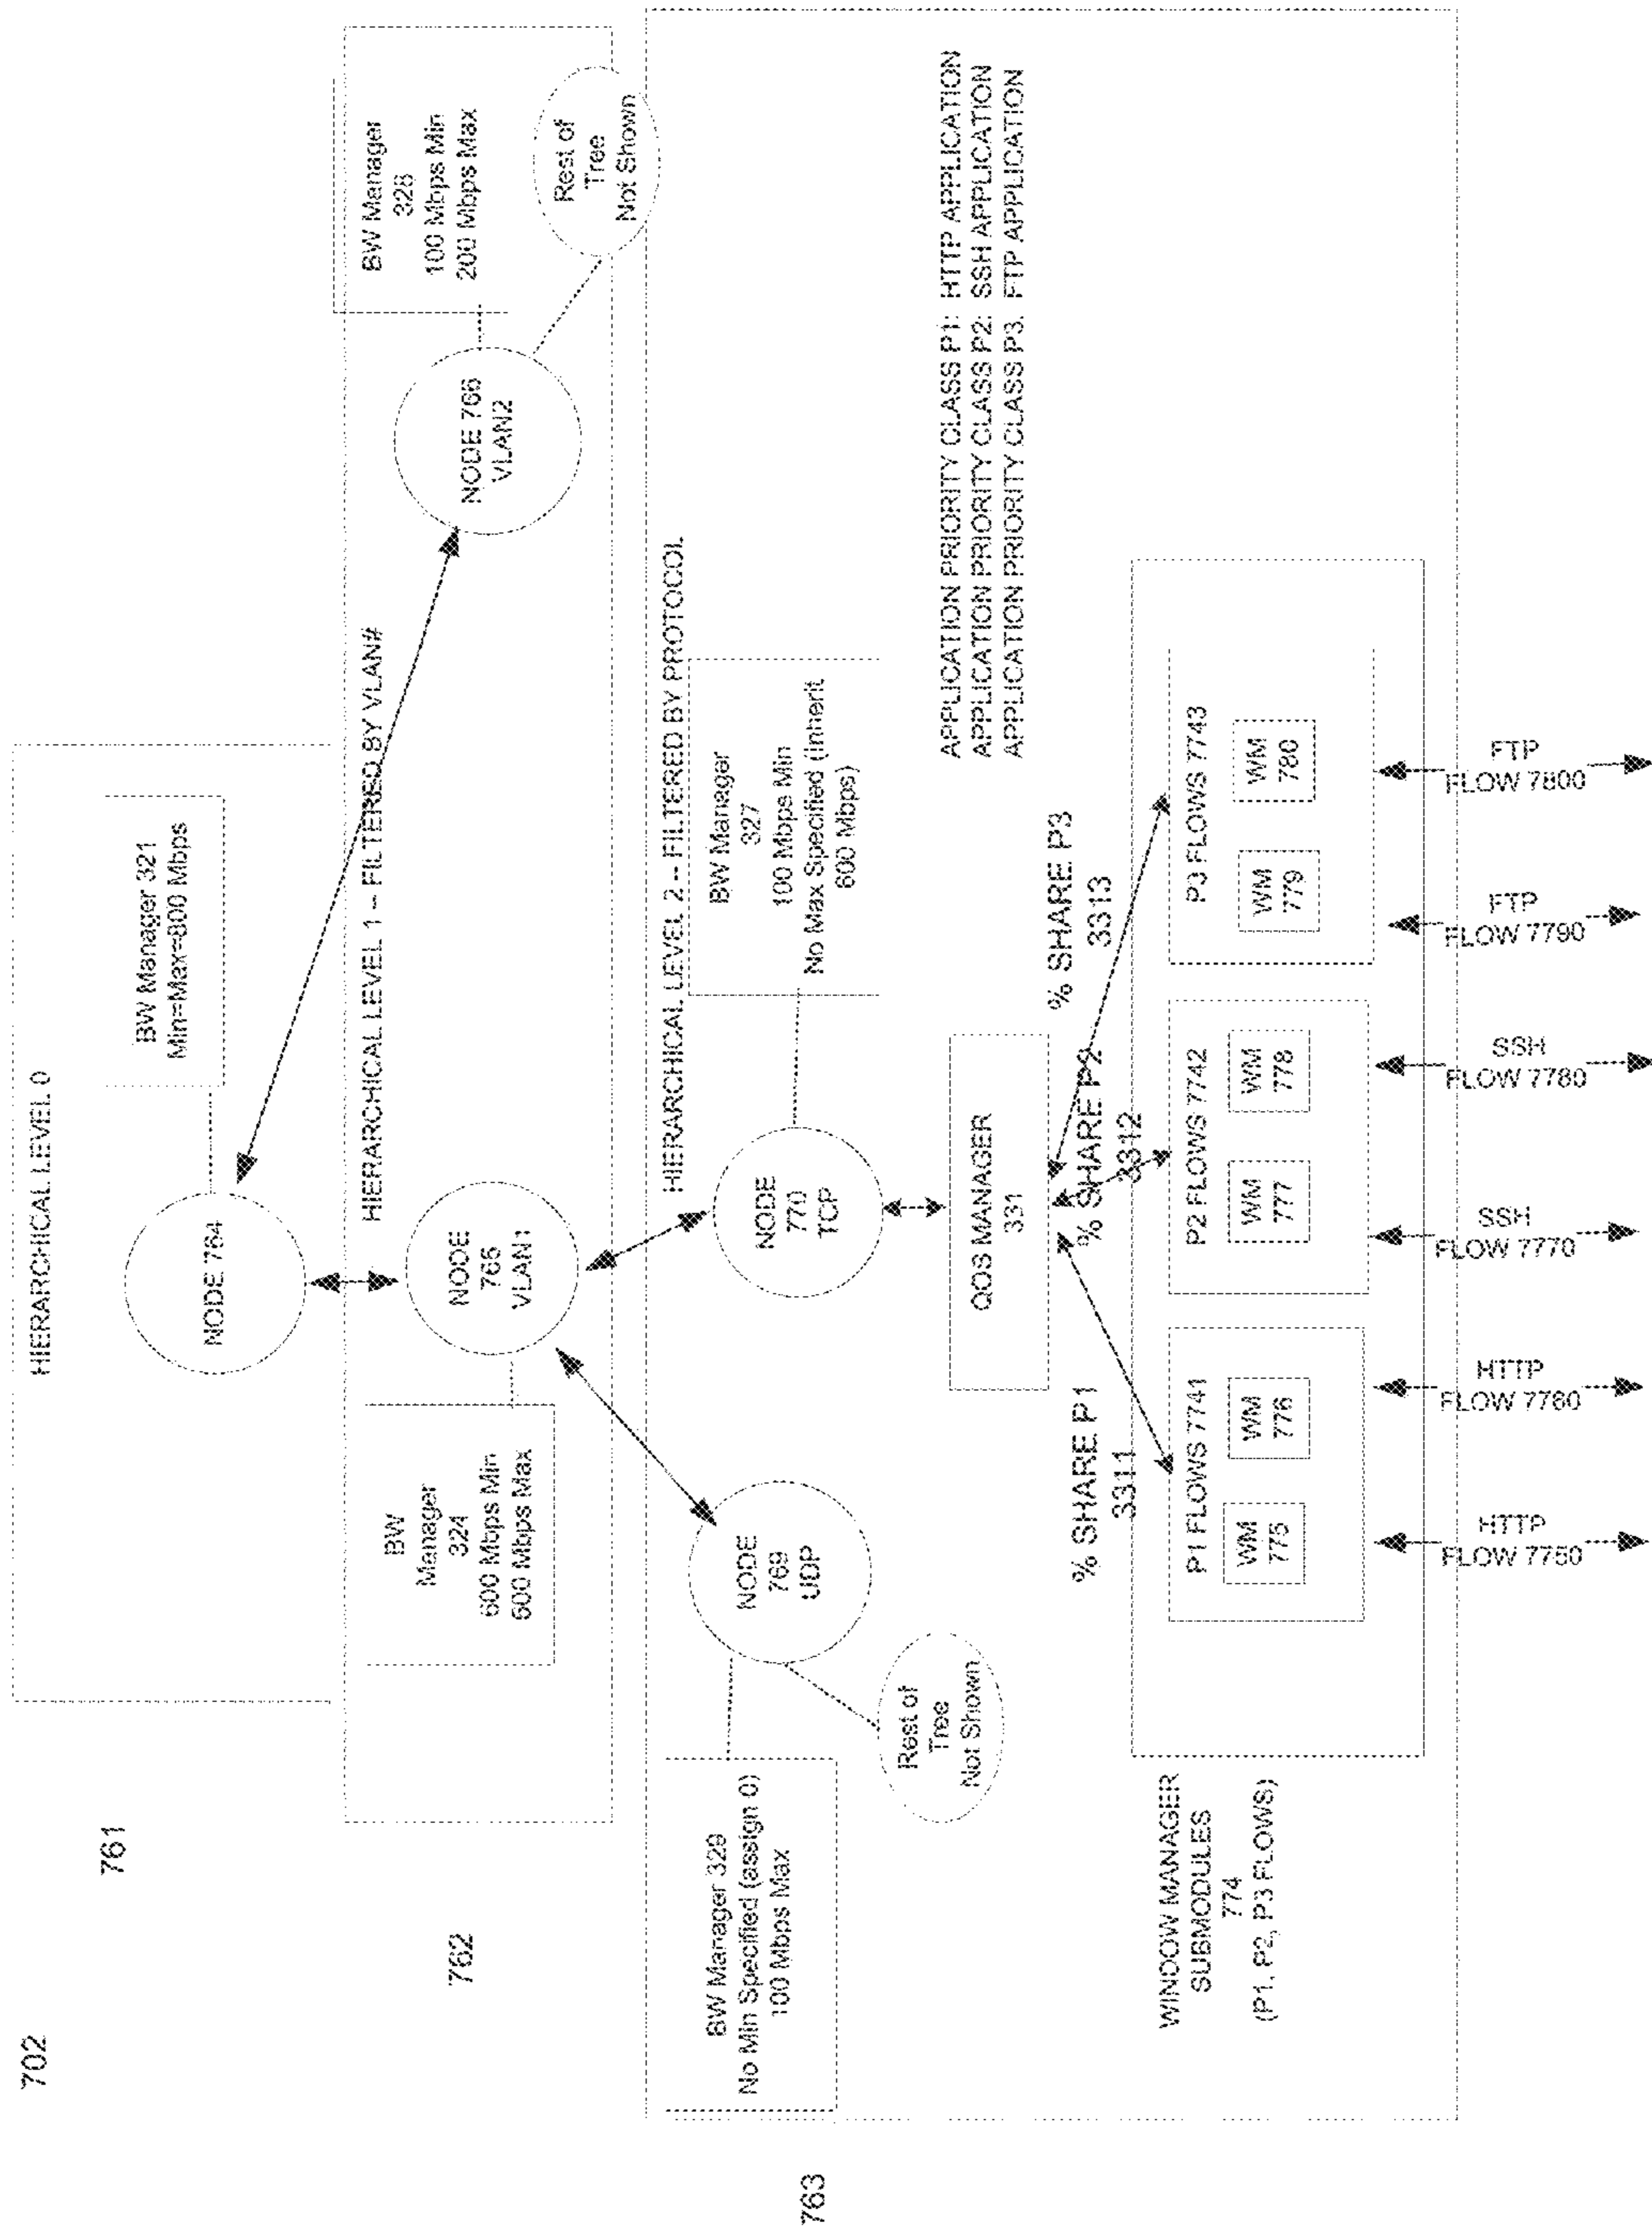 702
761
HIERARCHICAL LEVEL 0
NODE 764
BW Manager 321
Min=Max=800 Mbps
762
HIERARCHICAL LEVEL 1 – FILTERED BY VLAN#
BW
Manager
324
600 Mbps Min
600 Mbps Max
NODE
765
VLAN1
NODE 766
VLAN2
BW Manager
326
100 Mbps Min
200 Mbps Max
Rest of
Tree
Not Shown
763
HIERARCHICAL LEVEL 2 -- FILTERED BY PROTOCOL
BW Manager 329
No Min Specified (assign 0)
100 Mbps Max
NODE
769
UDP
Rest of
Tree
Not Shown
NODE
770
TCP
BW Manager
327
100 Mbps Min
No Max Specified (Inherit
600 Mbps)
QOS MANAGER
331
APPLICATION PRIORITY CLASS P1: HTTP APPLICATION
APPLICATION PRIORITY CLASS P2: SSH APPLICATION
APPLICATION PRIORITY CLASS P3. FTP APPLICATION
% SHARE P1
3311
% SHARE P2
3312
% SHARE P3
3313
WINDOW MANAGER
SUBMODULES
774
(P1, P2, P3 FLOWS)
P1 FLOWS 7741
WM
775
WM
776
P2 FLOWS 7742
WM
777
WM
778
P3 FLOWS 7743
WM
779
WM
780
HTTP
FLOW 7750
HTTP
FLOW 7760
SSH
FLOW 7770
SSH
FLOW 7780
FTP
FLOW 7790
FTP
FLOW 7800